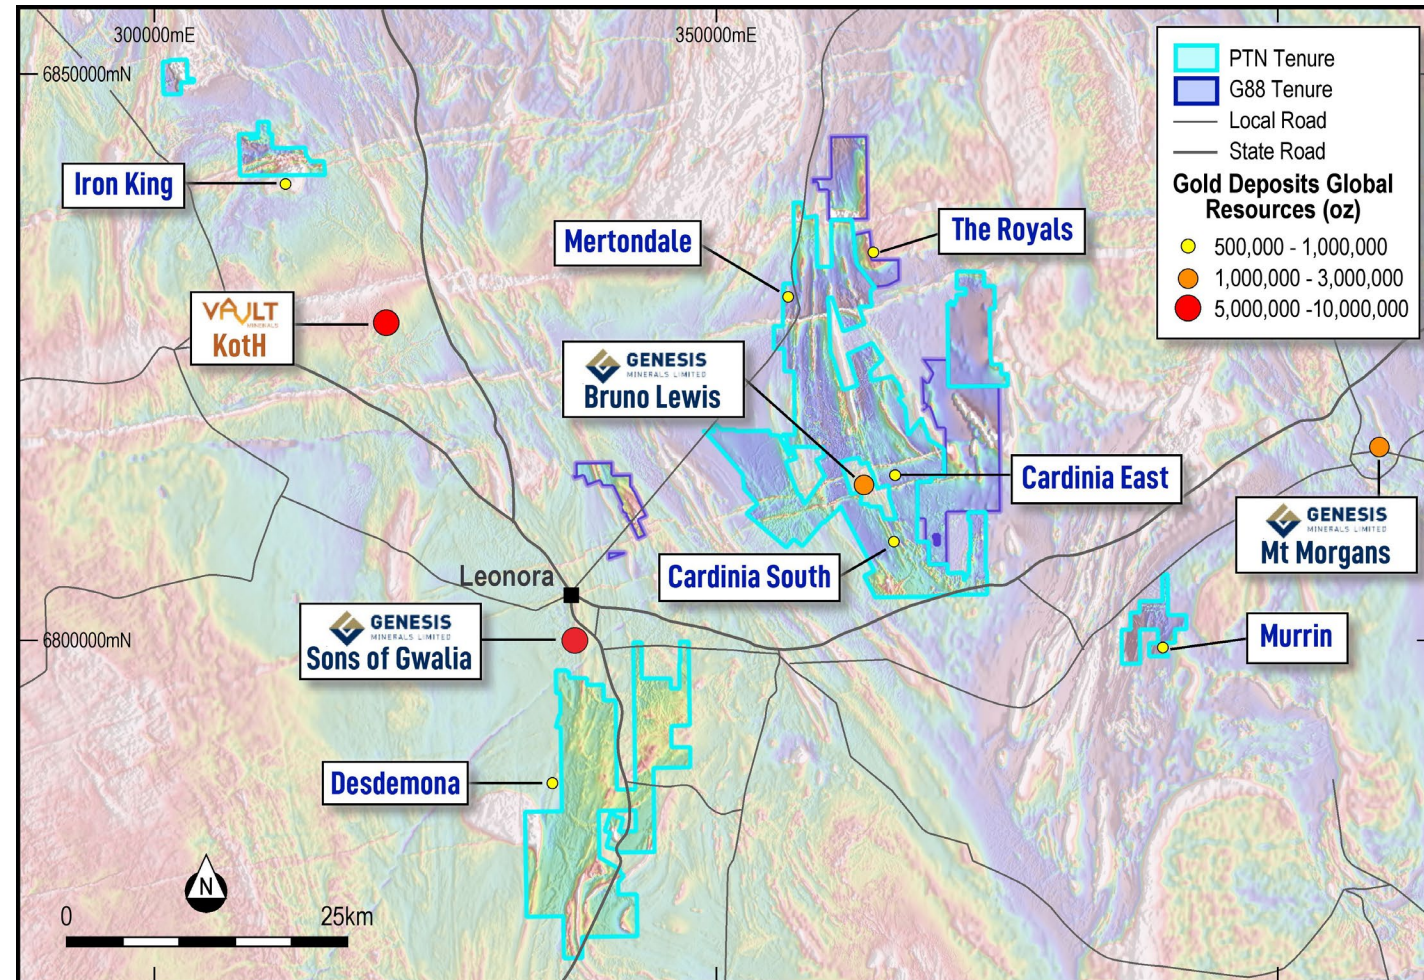 300000mE
350000mE
6850000mN
PTN Tenure
G88 Tenure
Local Road
State Road
Gold Deposits Global
Resources (oz)
500,000 - 1,000,000
1,000,000 - 3,000,000
5,000,000 -10,000,000
Iron King
Mertondale
The Royals
VAULT
MINERALS
KotH
GENESIS
MINERALS LIMITED
Bruno Lewis
Cardinia East
GENESIS
MINERALS LIMITED
Mt Morgans
Leonora
Cardinia South
6800000mN
GENESIS
MINERALS LIMITED
Sons of Gwalia
Murrin
Desdemona
N
0
25km